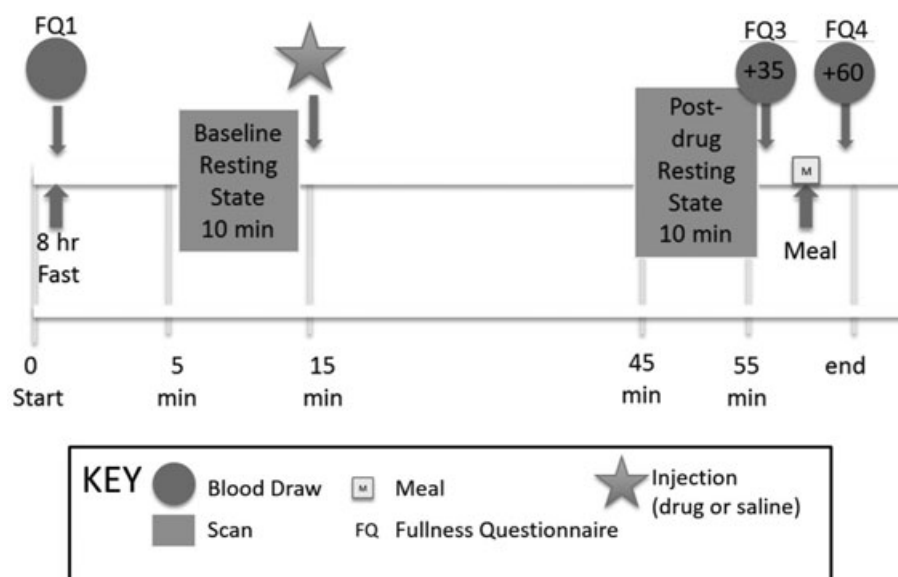 FQ1
FQ3
FQ4
+35
+60
Baseline
Resting
State
10 min
Post-
drug
Resting
State
10 min
M
8 hr
Fast
Meal
0
Start
5
min
15
min
45
min
55
min
end
KEY
Blood Draw
M
Meal
Injection
(drug or saline)
Scan
FQ
Fullness Questionnaire